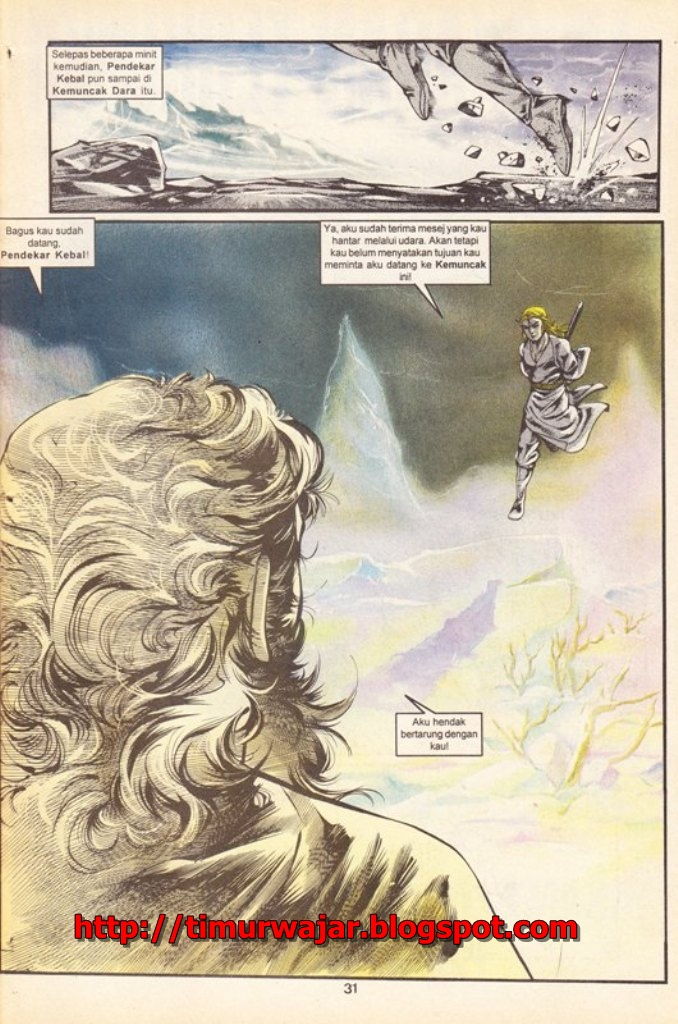 Selepas beberapa minit
kemudian, Pendekar
Kebal pun sampai di
Kemuncak Dara itu.
Bagus kau sudah
datang,
Pendekar Kebal!
Ya, aku sudah terima mesej yang kau
hantar melalui udara. Akan tetapi
kau belum menyatakan tujuan kau
meminta aku datang ke Kemuncak
ini!
Aku hendak
bertarung dengan
kau!
http://timurwajar.blogspot.com
31